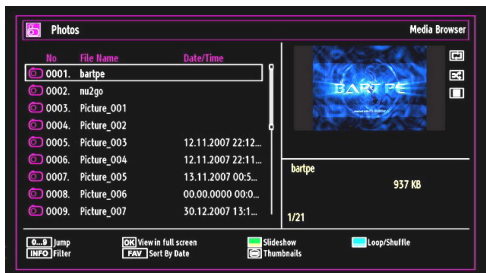 Photos Media Browser
No File Name Date/Time
0001. bartpe
0002. nu2go
0003. Picture_001
0004. Picture_002
0005. Picture_003 12.11.2007 22:12...
0006. Picture_004 12.11.2007 22:11...
0007. Picture_005 13.11.2007 00:5...
0008. Picture_006 00.00.0000 00:0...
0009. Picture_007 30.12.2007 13:1...
BART PE
bartpe
937 KB
1/21
0...9 Jump OK View in full screen Slideshow Loop/Shuffle
INFO Filter FAV Sort By Date Thumbnails